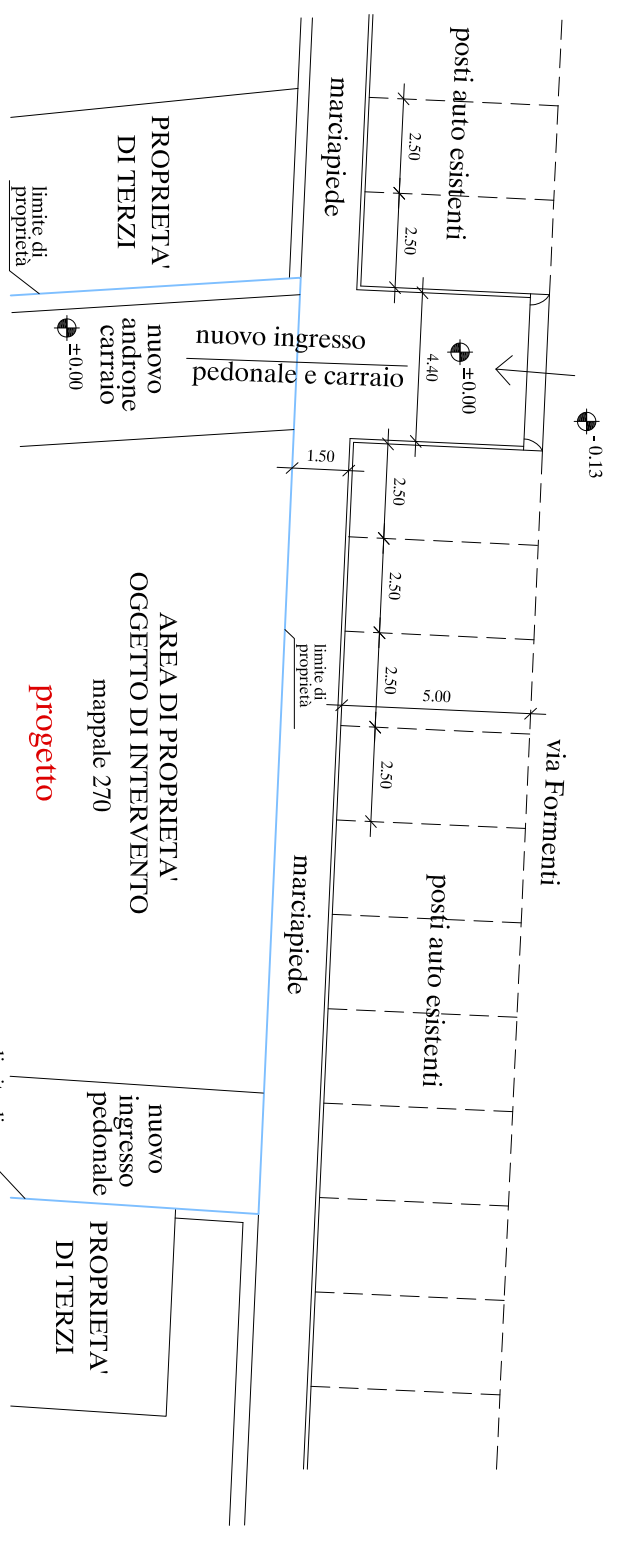 posti auto esistenti
2.50
2.50
marciapiede
PROPRIETA'
DI TERZI
limite di
proprietà
nuovo
androne
carraio
±0.00
nuovo ingresso
pedonale e carraio
4.40
±0.00
- 0.13
1.50
2.50
2.50
2.50
2.50
5.00
limite di
proprietà
via Formenti
AREA DI PROPRIETA'
OGGETTO DI INTERVENTO
mappale 270
progetto
marciapiede
posti auto esistenti
nuovo
ingresso
pedonale
PROPRIETA'
DI TERZI